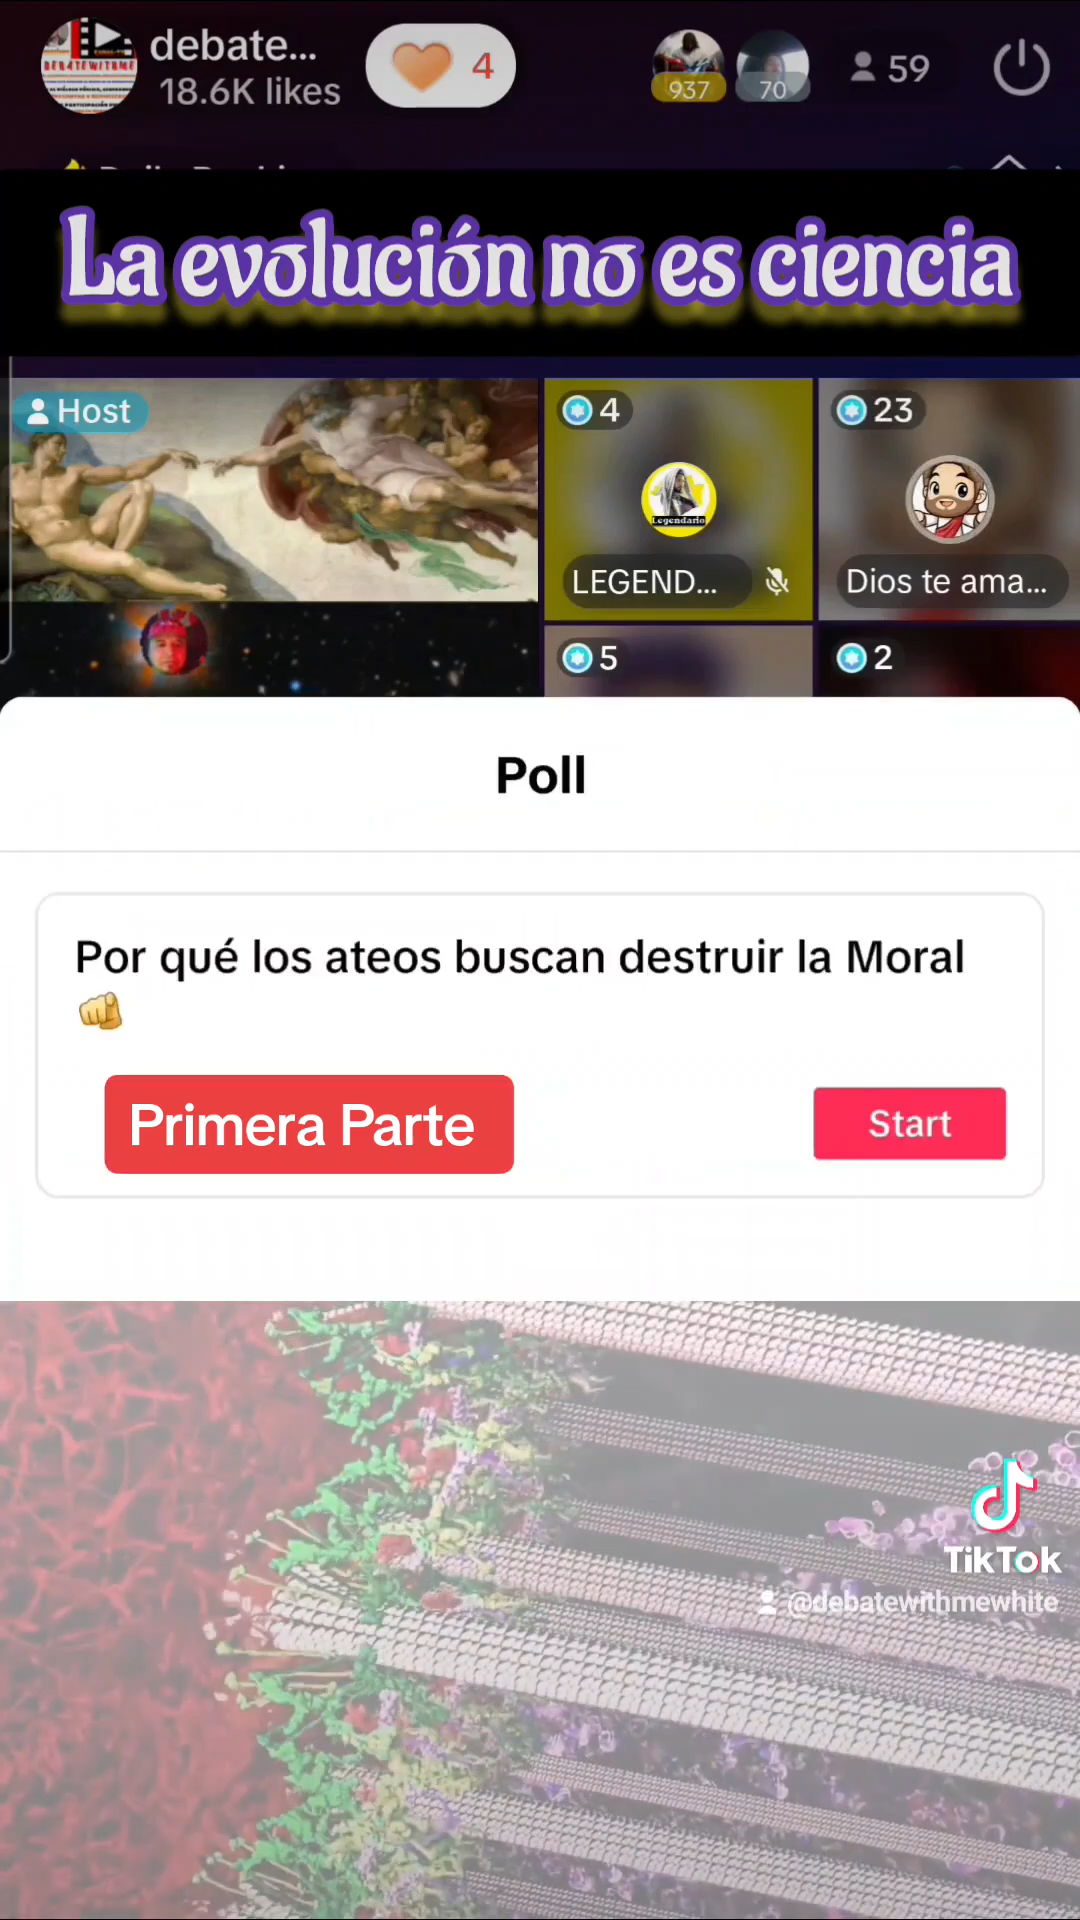 debate...
18.6K likes
4
937
70
59
La evolución no es ciencia
Host
4
23
Legendario
LEGEND...
Dios te ama...
5
2
Poll
Por qué los ateos buscan destruir la Moral
Primera Parte
Start
TikTok
@debatewithmewhite